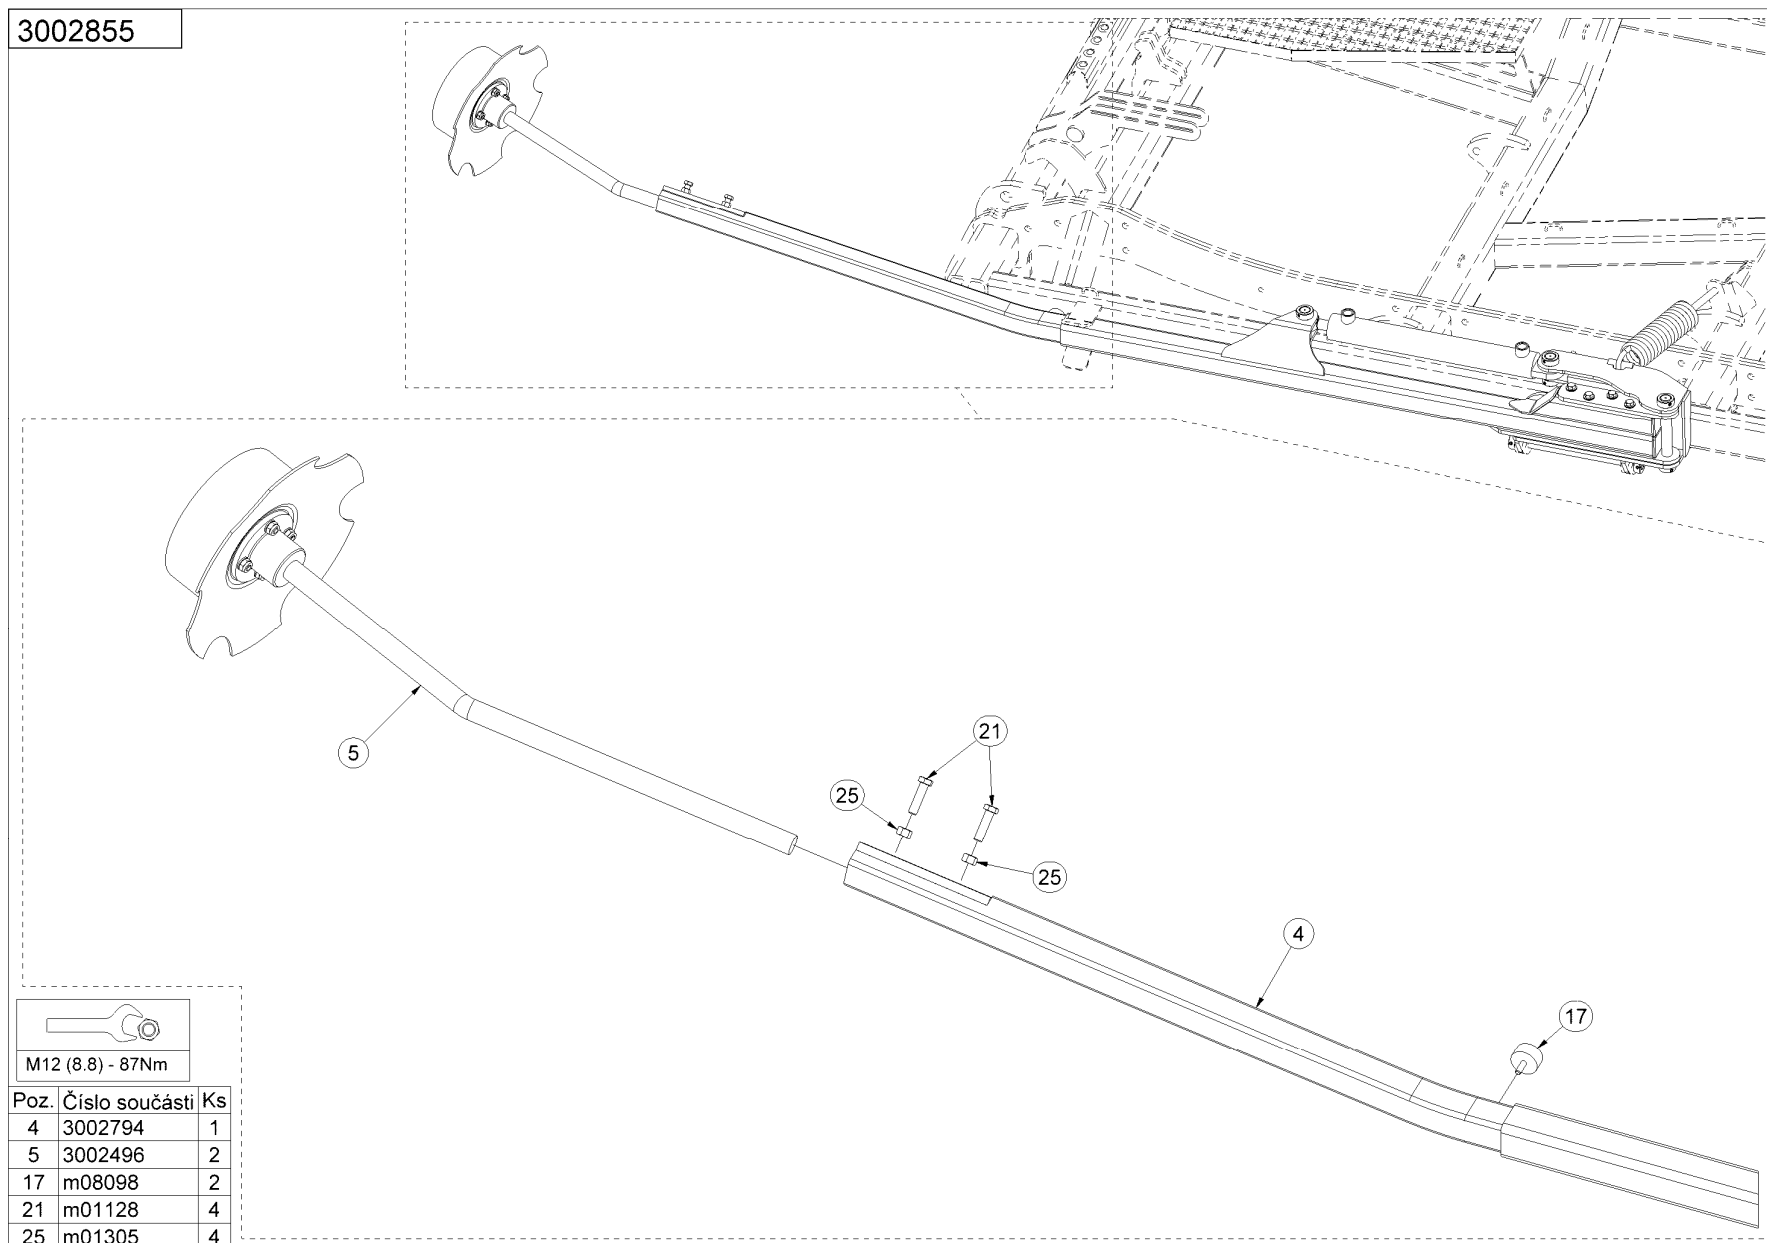 3002855
5
21
25
25
4
17
M12 (8.8) - 87Nm
Poz. Číslo součásti Ks
4 3002794 1
5 3002496 2
17 m08098 2
21 m01128 4
25 m01305 4